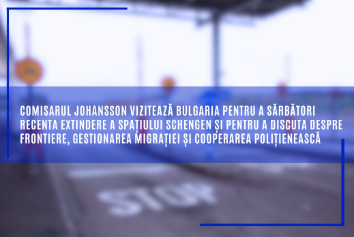 COMISARUL JOHANSSON VIZITEAZĂ BULGARIA PENTRU A SĂRBĂTORI
RECENTA EXTINDERE A SPAȚIULUI SCHENGEN ȘI PENTRU A DISCUTA DESPRE
FRONTIERE, GESTIONAREA MIGRAȚIEI ȘI COOPERAREA POLIȚIENEASCĂ
STOP